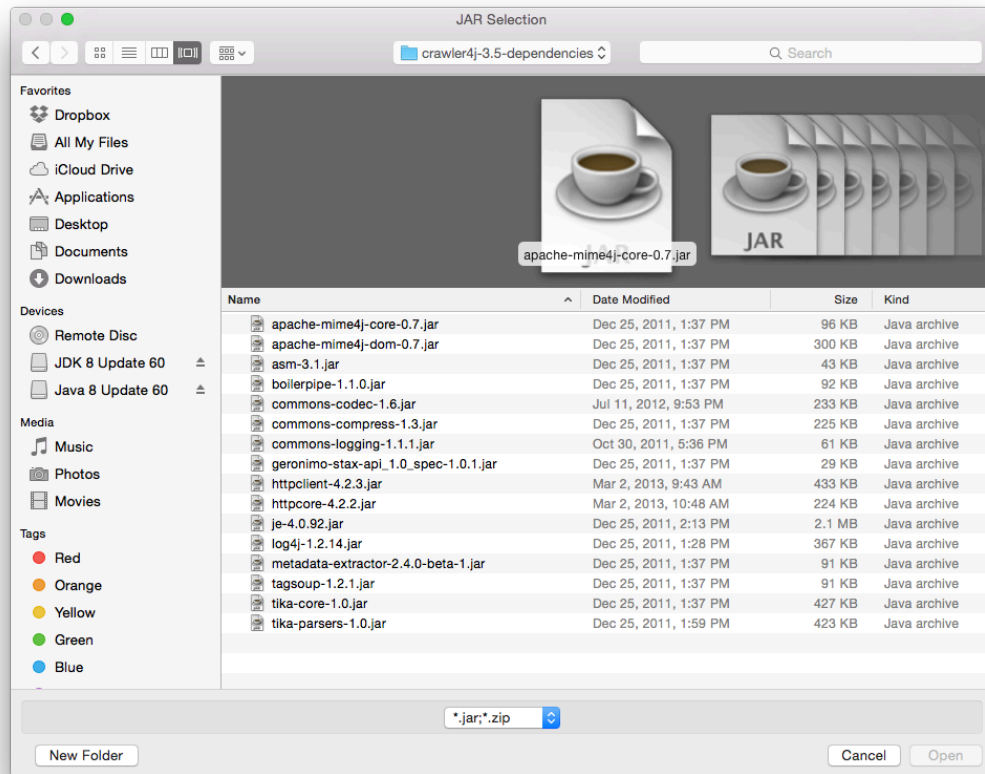 JAR Selection
crawler4j-3.5-dependencies
Search
Favorites
Dropbox
All My Files
iCloud Drive
Applications
Desktop
Documents
Downloads
Devices
Remote Disc
JDK 8 Update 60
Java 8 Update 60
Media
Music
Photos
Movies
Tags
Red
Orange
Yellow
Green
Blue
JAR
apache-mime4j-core-0.7.jar
JAR
Name Date Modified Size Kind
apache-mime4j-core-0.7.jar Dec 25, 2011, 1:37 PM 96 KB Java archive
apache-mime4j-dom-0.7.jar Dec 25, 2011, 1:37 PM 300 KB Java archive
asm-3.1.jar Dec 25, 2011, 1:37 PM 43 KB Java archive
boilerpipe-1.1.0.jar Dec 25, 2011, 1:37 PM 92 KB Java archive
commons-codec-1.6.jar Jul 11, 2012, 9:53 PM 233 KB Java archive
commons-compress-1.3.jar Dec 25, 2011, 1:37 PM 225 KB Java archive
commons-logging-1.1.1.jar Oct 30, 2011, 5:36 PM 61 KB Java archive
geronimo-stax-api_1.0_spec-1.0.1.jar Dec 25, 2011, 1:37 PM 29 KB Java archive
httpclient-4.2.3.jar Mar 2, 2013, 9:43 AM 433 KB Java archive
httpcore-4.2.2.jar Mar 2, 2013, 10:48 AM 224 KB Java archive
je-4.0.92.jar Dec 25, 2011, 2:13 PM 2.1 MB Java archive
log4j-1.2.14.jar Dec 25, 2011, 1:28 PM 367 KB Java archive
metadata-extractor-2.4.0-beta-1.jar Dec 25, 2011, 1:37 PM 91 KB Java archive
tagsoup-1.2.1.jar Dec 25, 2011, 1:37 PM 91 KB Java archive
tika-core-1.0.jar Dec 25, 2011, 1:37 PM 427 KB Java archive
tika-parsers-1.0.jar Dec 25, 2011, 1:59 PM 423 KB Java archive
*.jar;*.zip
New Folder Cancel Open